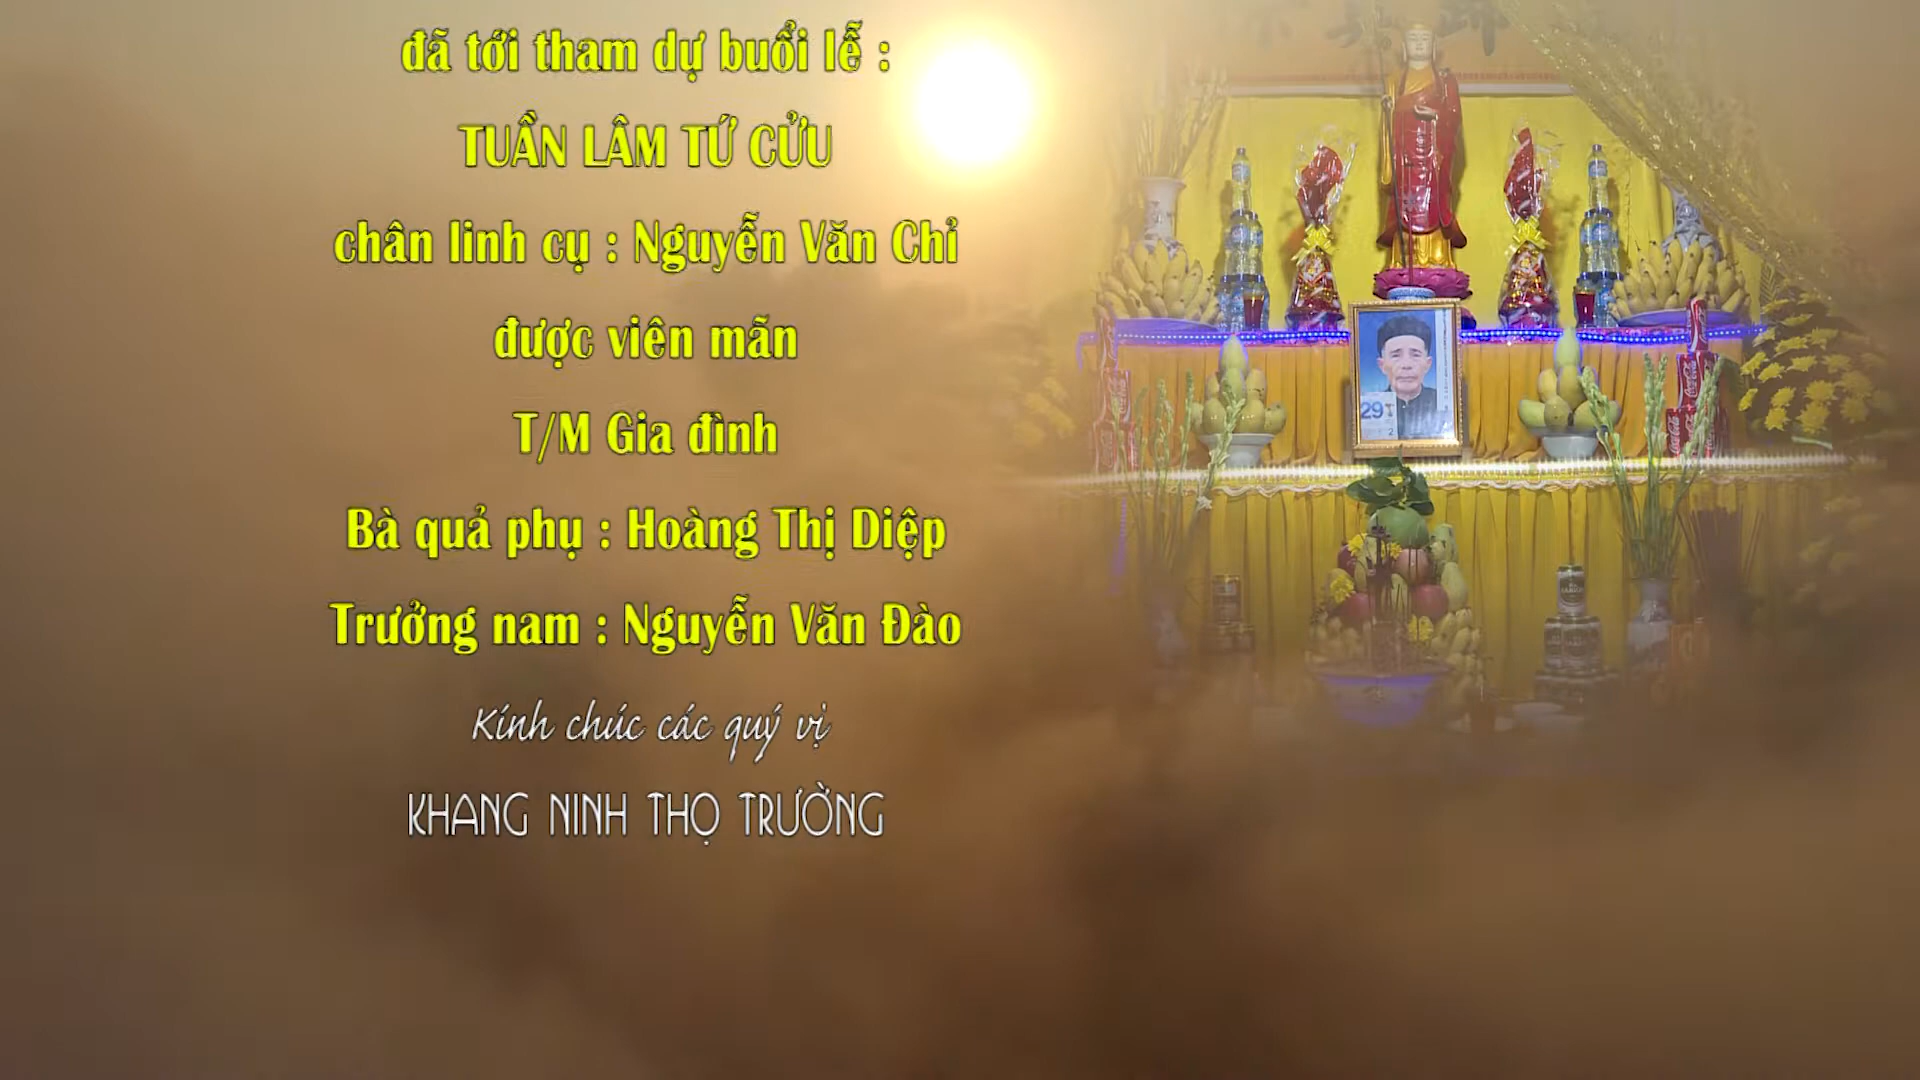 đã tới tham dự buổi lễ :
TUẦN LÂM TỨ CỬU
chân linh cụ : Nguyễn Văn Chỉ
được viên mãn
T/M Gia đình
Bà quả phụ : Hoàng Thị Diệp
Trưởng nam : Nguyễn Văn Đào
Kính chúc các quý vị
KHANG NINH THỌ TRƯỜNG
29
2